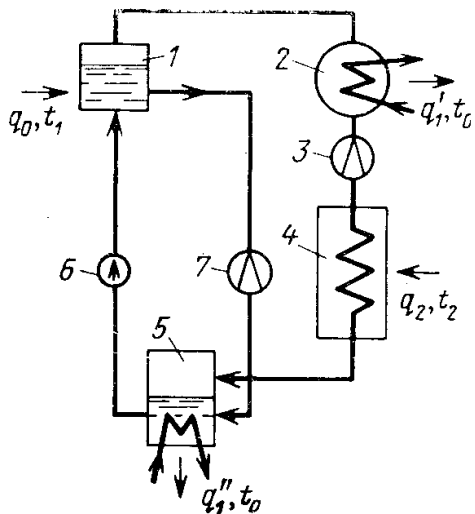 1
2
q₀, t₁
q₁', t₀
3
4
6
7
q₂, t₂
5
q₁'', t₀